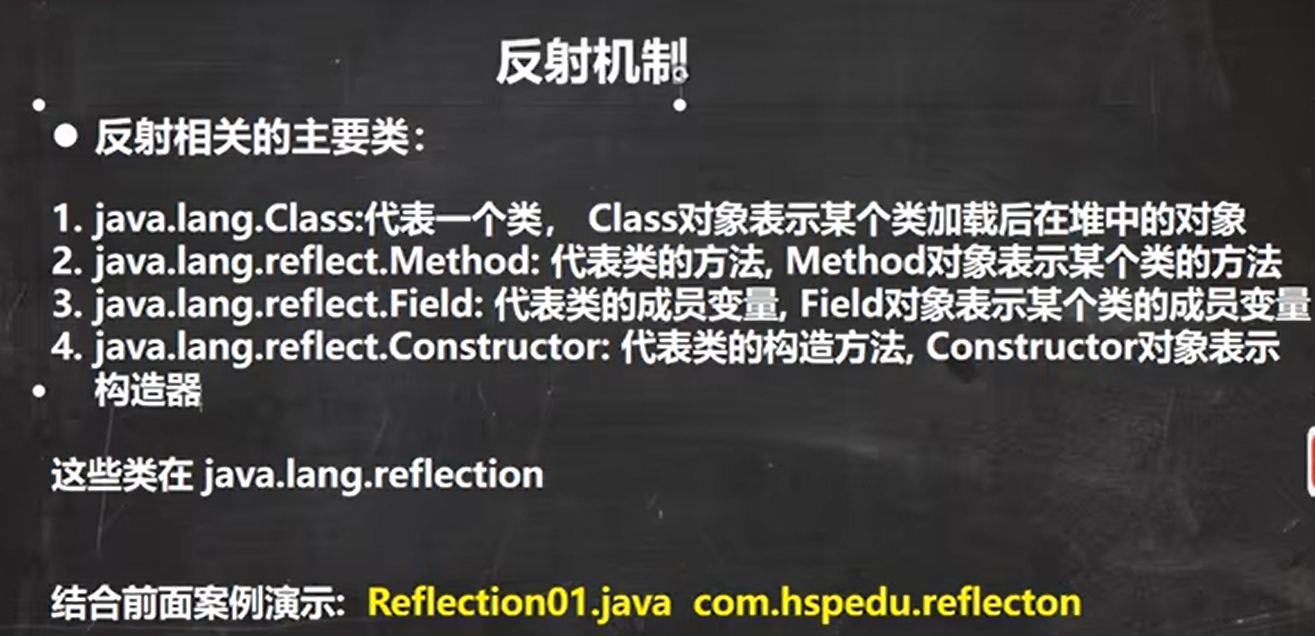 反射机制
● 反射相关的主要类：
1. java.lang.Class:代表一个类， Class对象表示某个类加载后在堆中的对象
2. java.lang.reflect.Method: 代表类的方法, Method对象表示某个类的方法
3. java.lang.reflect.Field: 代表类的成员变量, Field对象表示某个类的成员变量
4. java.lang.reflect.Constructor: 代表类的构造方法, Constructor对象表示
构造器
这些类在 java.lang.reflection
结合前面案例演示: Reflection01.java com.hspedu.reflecton